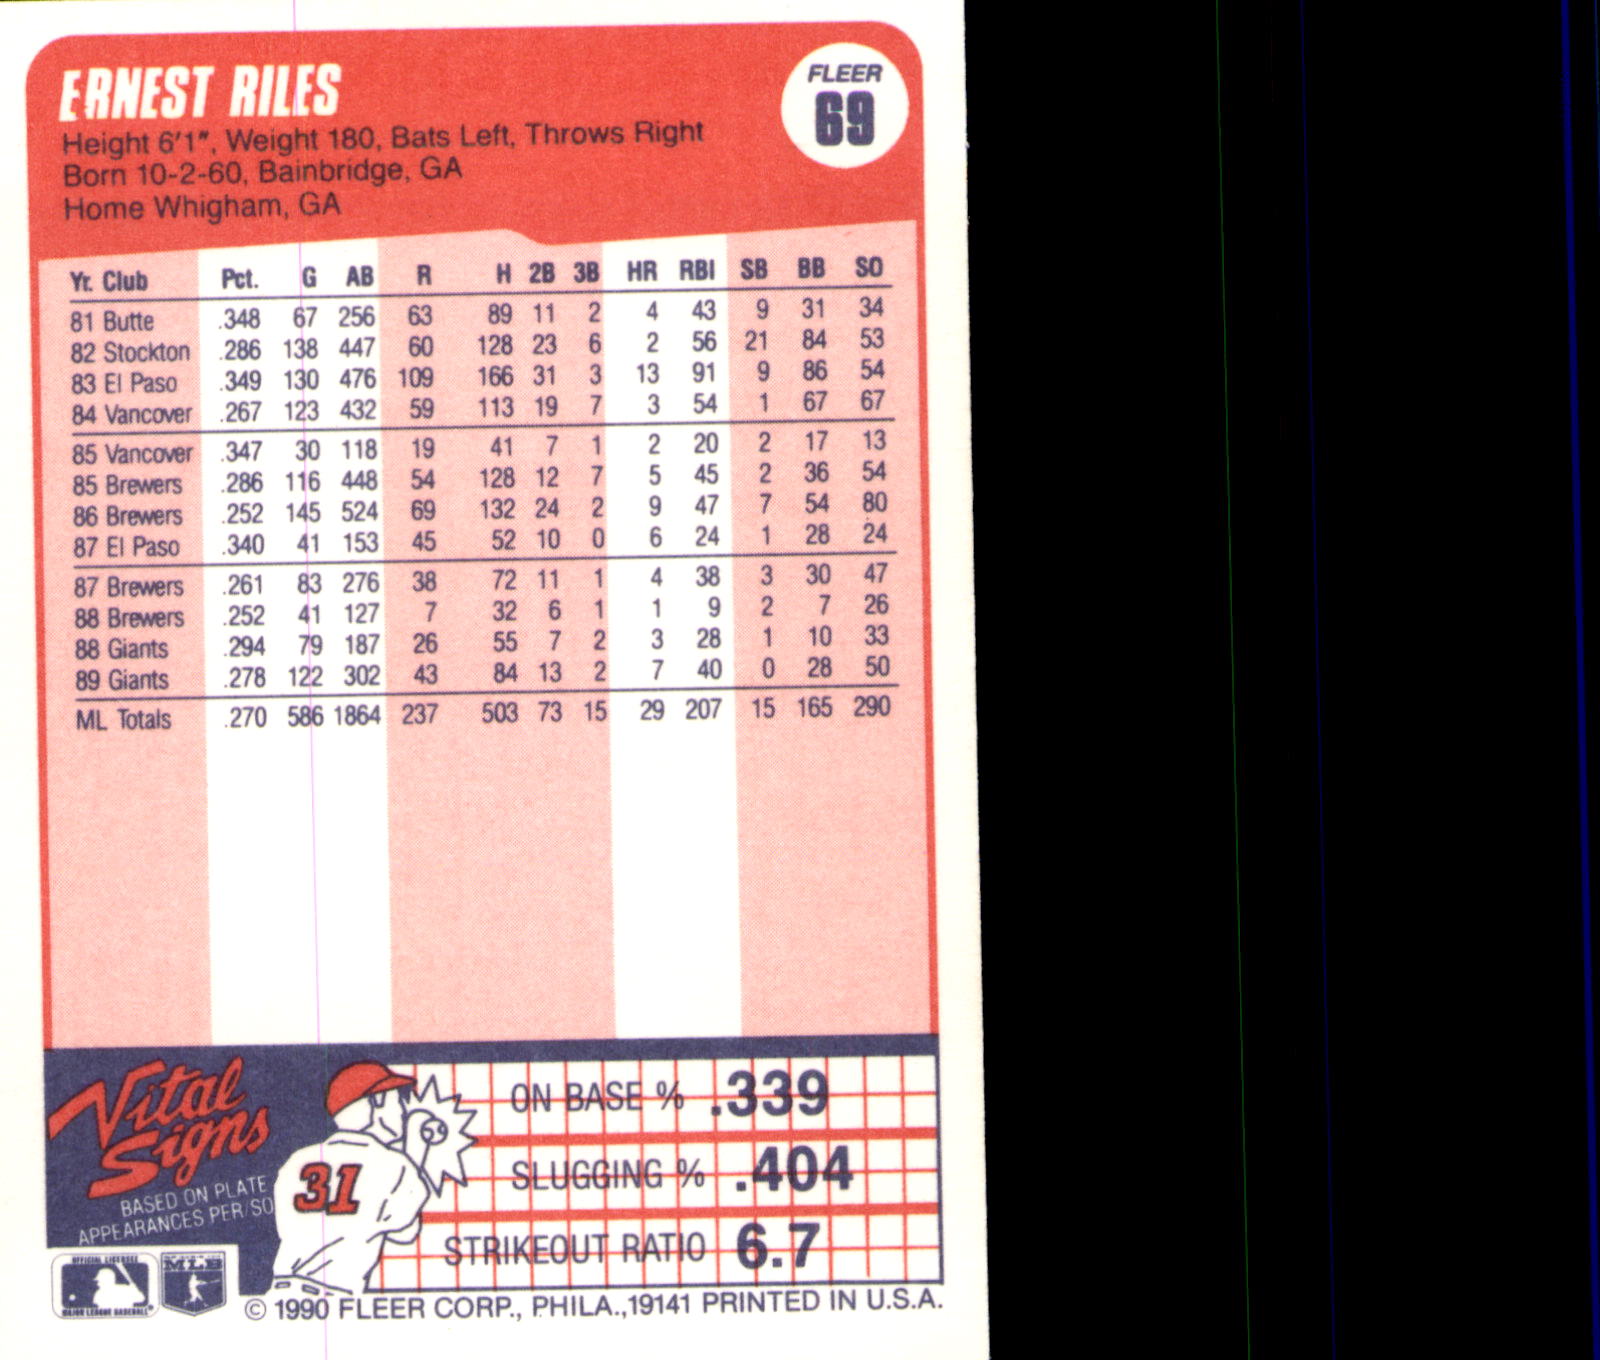 ERNEST RILES
FLEER
69
Height 6'1", Weight 180, Bats Left, Throws Right
Born 10-2-60, Bainbridge, GA
Home Whigham, GA
Yr. Club Pct. G AB R H 2B 3B HR RBI SB BB SO
81 Butte .348 67 256 63 89 11 2 4 43 9 31 34
82 Stockton .286 138 447 60 128 23 6 2 56 21 84 53
83 El Paso .349 130 476 109 166 31 3 13 91 9 86 54
84 Vancover .267 123 432 59 113 19 7 3 54 1 67 67
85 Vancover .347 30 118 19 41 7 1 2 20 2 17 13
85 Brewers .286 116 448 54 128 12 7 5 45 2 36 54
86 Brewers .252 145 524 69 132 24 2 9 47 7 54 80
87 El Paso .340 41 153 45 52 10 0 6 24 1 28 24
87 Brewers .261 83 276 38 72 11 1 4 38 3 30 47
88 Brewers .252 41 127 7 32 6 1 1 9 2 7 26
88 Giants .294 79 187 26 55 7 2 3 28 1 10 33
89 Giants .278 122 302 43 84 13 2 7 40 0 28 50
ML Totals .270 586 1864 237 503 73 15 29 207 15 165 290
Vital
Signs
BASED ON PLATE
APPEARANCES PER/SO
31
ON BASE % .339
SLUGGING % .404
STRIKEOUT RATIO 6.7
OFFICIAL LICENSEE
MAJOR LEAGUE BASEBALL
MLB
© 1990 FLEER CORP., PHILA.,19141 PRINTED IN U.S.A.